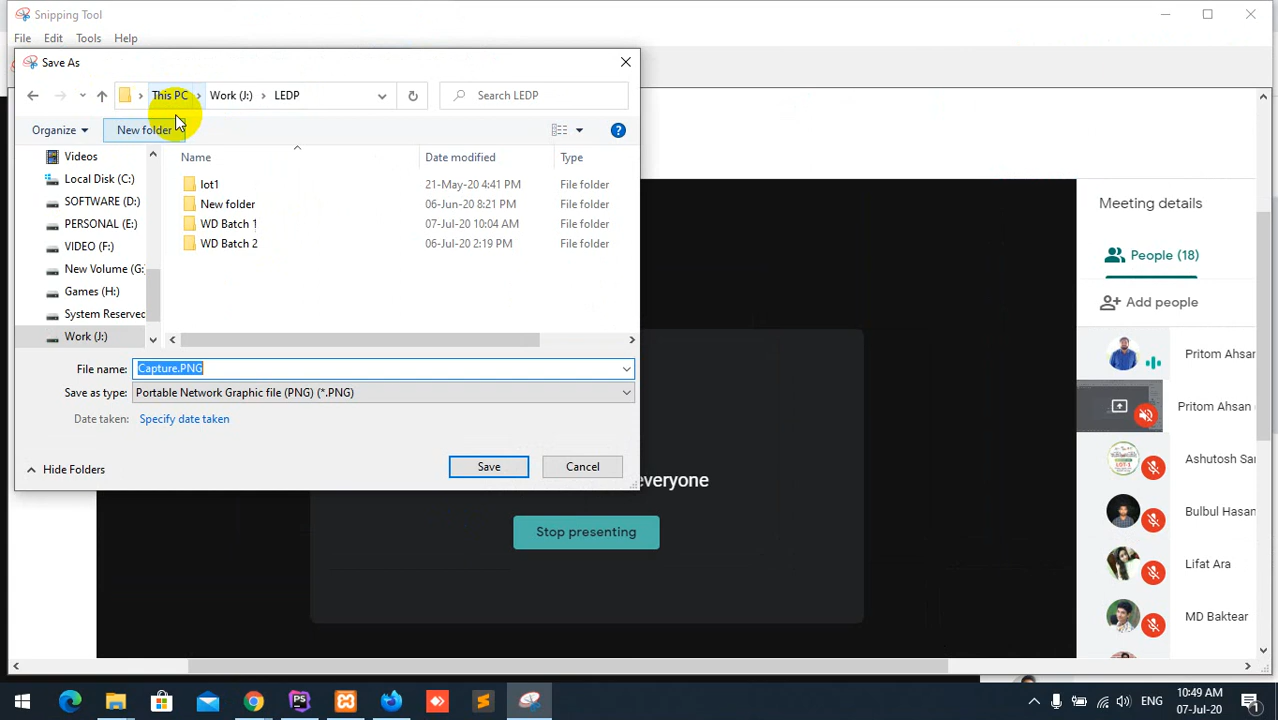 Snipping Tool
File Edit Tools Help
Save As
This PC Work (J:) LEDP
Search LEDP
Organize New folder
Name Date modified Type
Videos
Local Disk (C:)
SOFTWARE (D:)
PERSONAL (E:)
VIDEO (F:)
New Volume (G:
Games (H:)
System Reserved
Work (J:)
lot1 21-May-20 4:41 PM File folder
New folder 06-Jun-20 8:21 PM File folder
WD Batch 1 07-Jul-20 10:04 AM File folder
WD Batch 2 06-Jul-20 2:19 PM File folder
File name: Capture.PNG
Save as type: Portable Network Graphic file (PNG) (*.PNG)
Date taken: Specify date taken
Hide Folders
Save Cancel
everyone
Stop presenting
Meeting details
People (18)
Add people
Pritom Ahsan
Pritom Ahsan
Ashutosh Sar
Bulbul Hasan
Lifat Ara
MD Baktear
PS
ENG
10:49 AM
07-Jul-20
1